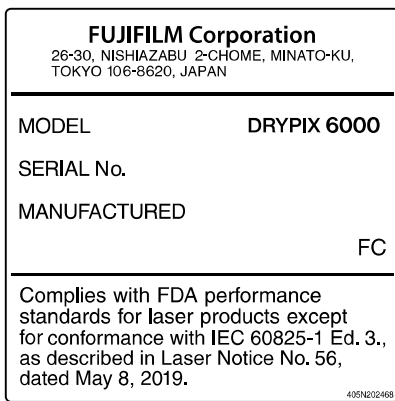 FUJIFILM Corporation
26-30, NISHIAZABU 2-CHOME, MINATO-KU,
TOKYO 106-8620, JAPAN
MODEL DRYPIX 6000
SERIAL No.
MANUFACTURED
FC
Complies with FDA performance
standards for laser products except
for conformance with IEC 60825-1 Ed. 3.,
as described in Laser Notice No. 56,
dated May 8, 2019.
405N202468